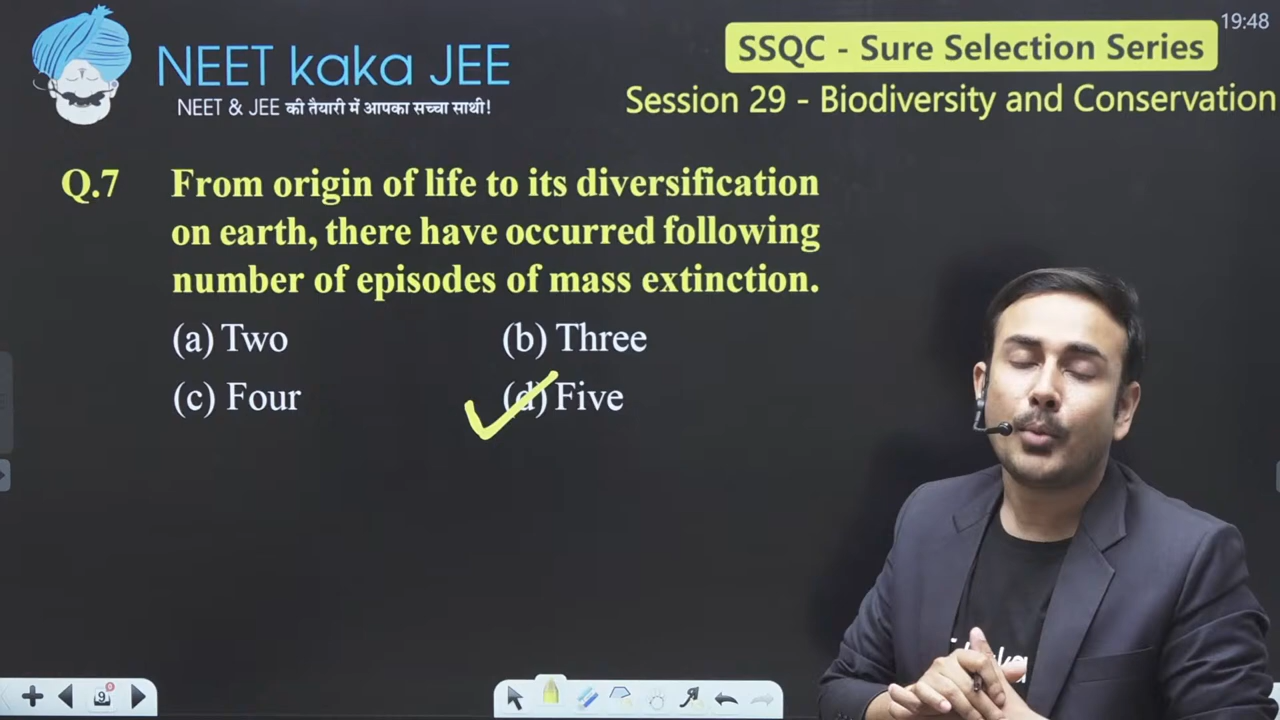 19:48
NEET kaka JEE
NEET & JEE की तैयारी में आपका सच्चा साथी!
SSQC - Sure Selection Series
Session 29 - Biodiversity and Conservation
Q.7 From origin of life to its diversification
on earth, there have occurred following
number of episodes of mass extinction.
(a) Two (b) Three
(c) Four (d) Five
9